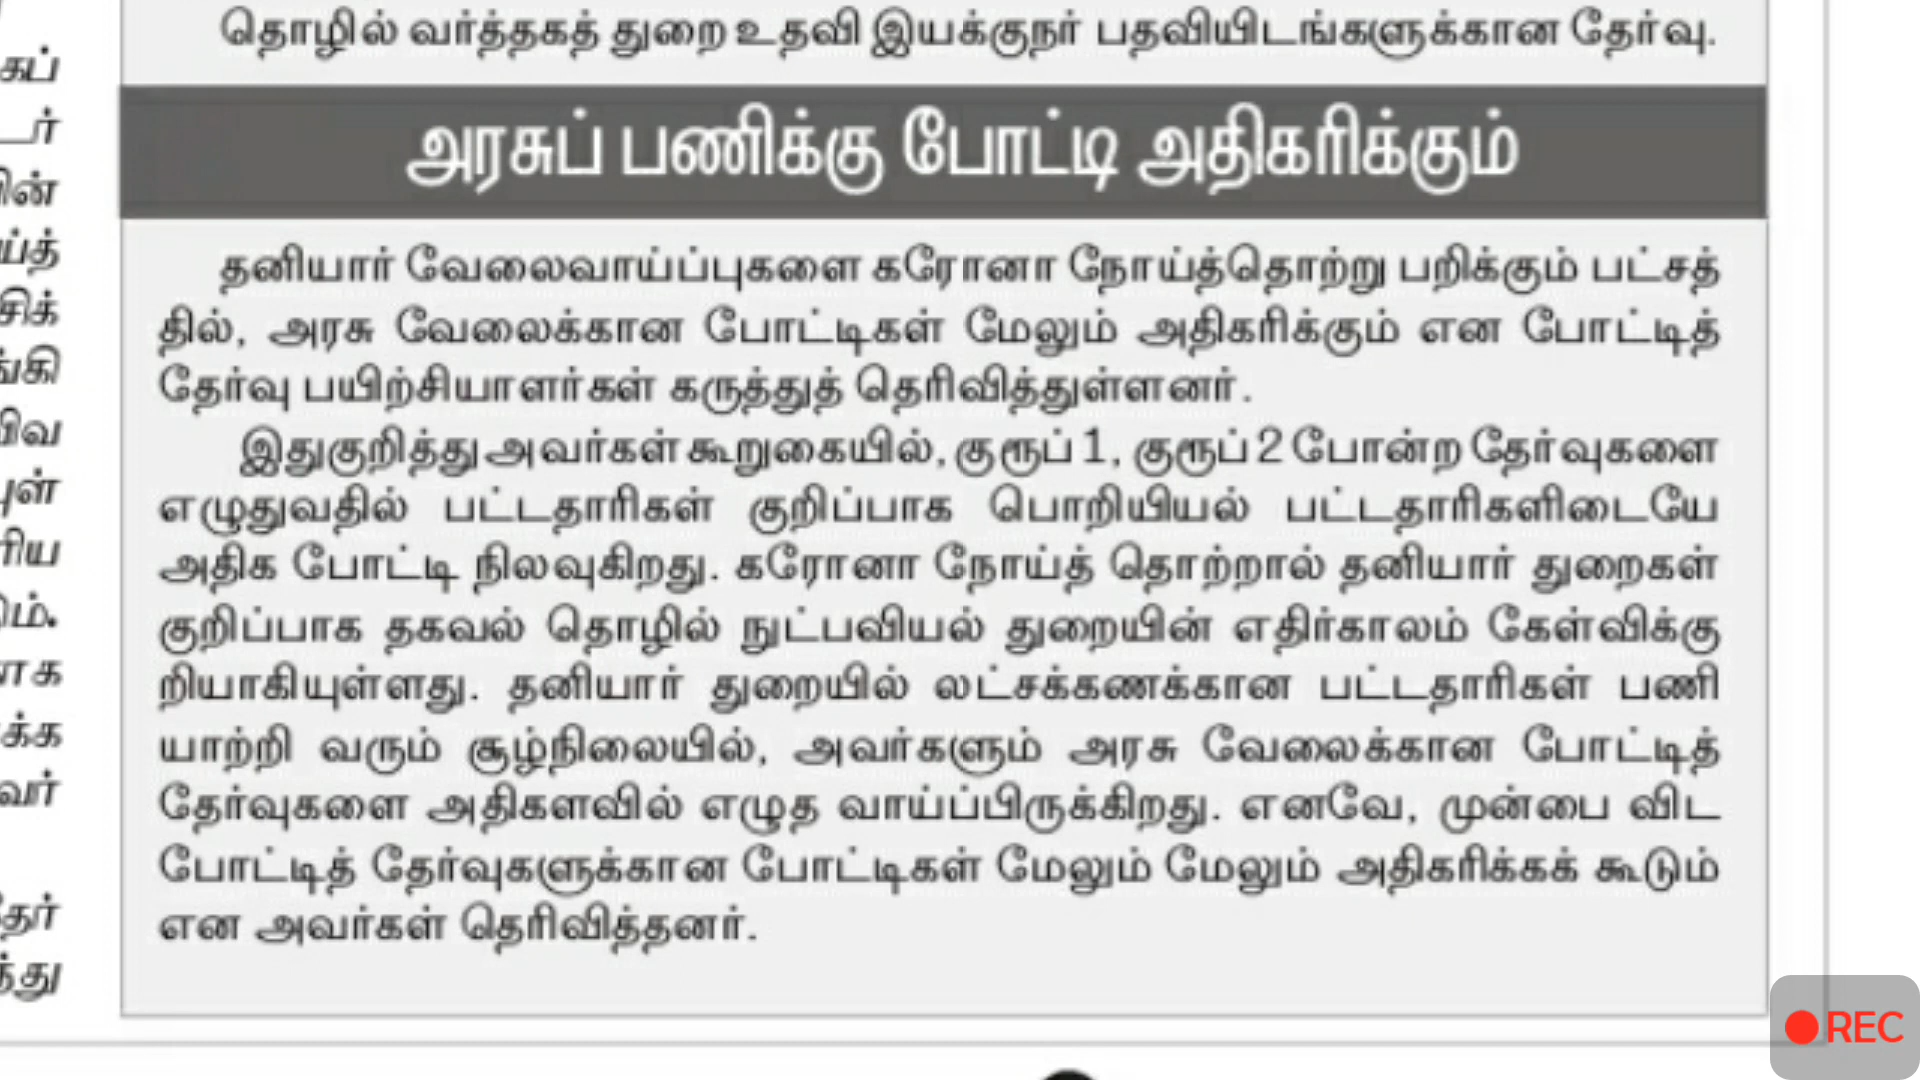 தொழில் வர்த்தகத் துறை உதவி இயக்குநர் பதவியிடங்களுக்கான தேர்வு.
அரசுப் பணிக்கு போட்டி அதிகரிக்கும்
தனியார் வேலைவாய்ப்புகளை கரோனா நோய்த்தொற்று பறிக்கும் பட்சத்
தில், அரசு வேலைக்கான போட்டிகள் மேலும் அதிகரிக்கும் என போட்டித்
தேர்வு பயிற்சியாளர்கள் கருத்துத் தெரிவித்துள்ளனர்.
இதுகுறித்து அவர்கள் கூறுகையில், குரூப் 1, குரூப் 2 போன்ற தேர்வுகளை
எழுதுவதில் பட்டதாரிகள் குறிப்பாக பொறியியல் பட்டதாரிகளிடையே
அதிக போட்டி நிலவுகிறது. கரோனா நோய்த் தொற்றால் தனியார் துறைகள்
குறிப்பாக தகவல் தொழில் நுட்பவியல் துறையின் எதிர்காலம் கேள்விக்கு
றியாகியுள்ளது. தனியார் துறையில் லட்சக்கணக்கான பட்டதாரிகள் பணி
யாற்றி வரும் சூழ்நிலையில், அவர்களும் அரசு வேலைக்கான போட்டித்
தேர்வுகளை அதிகளவில் எழுத வாய்ப்பிருக்கிறது. எனவே, முன்பை விட
போட்டித் தேர்வுகளுக்கான போட்டிகள் மேலும் மேலும் அதிகரிக்கக் கூடும்
என அவர்கள் தெரிவித்தனர்.
REC